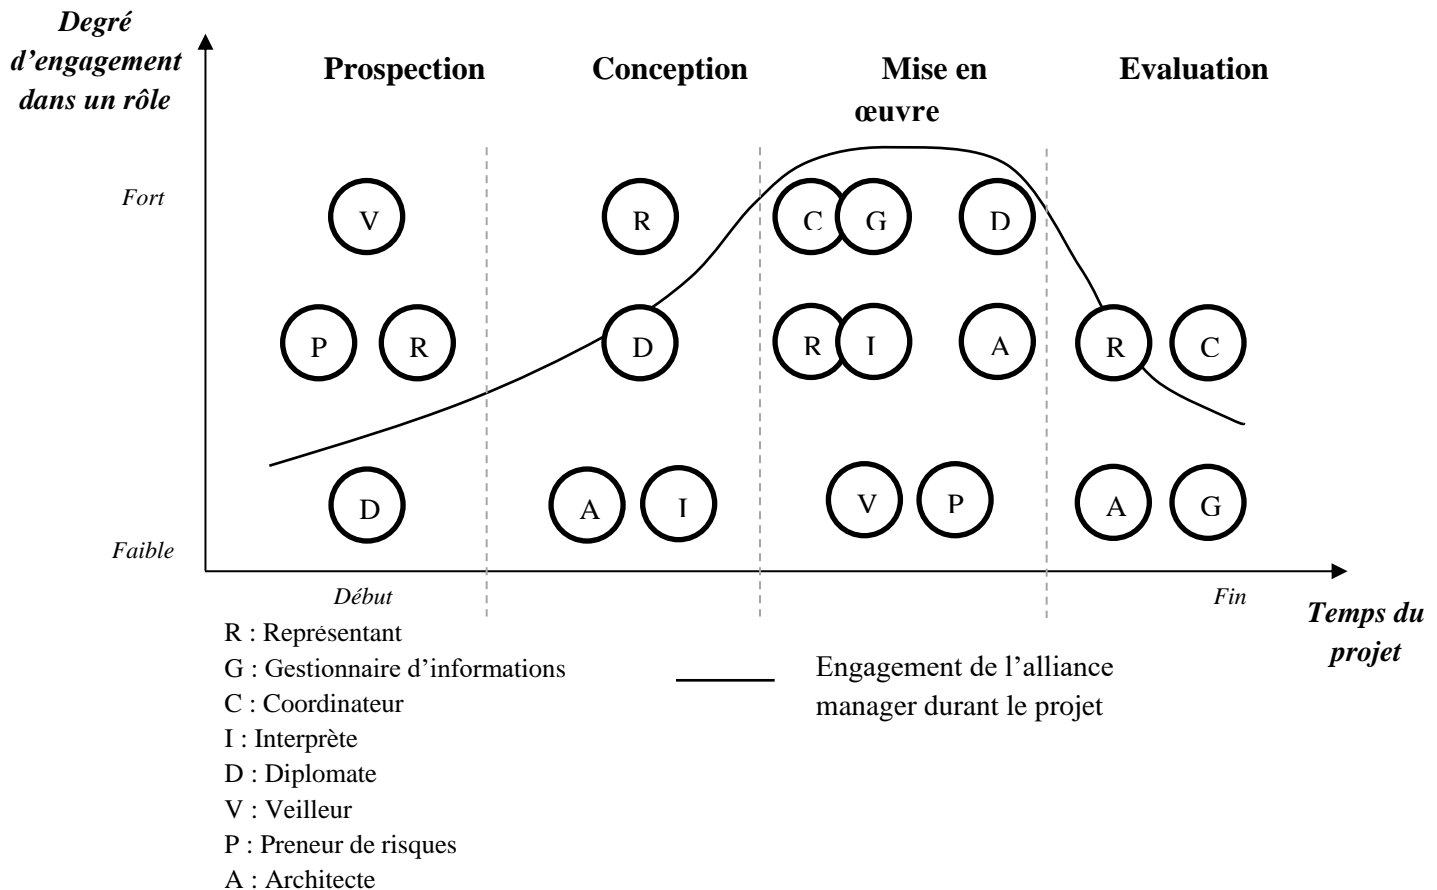 Degré
d’engagement
dans un rôle
Prospection
Conception
Mise en
œuvre
Evaluation
Fort
V
R
C G D
P R
D
R I A
R C
D
A I
V P
A G
Faible
Début
Fin
Temps du
projet
R : Représentant
G : Gestionnaire d’informations
C : Coordinateur
I : Interprète
D : Diplomate
V : Veilleur
P : Preneur de risques
A : Architecte
Engagement de l’alliance
manager durant le projet